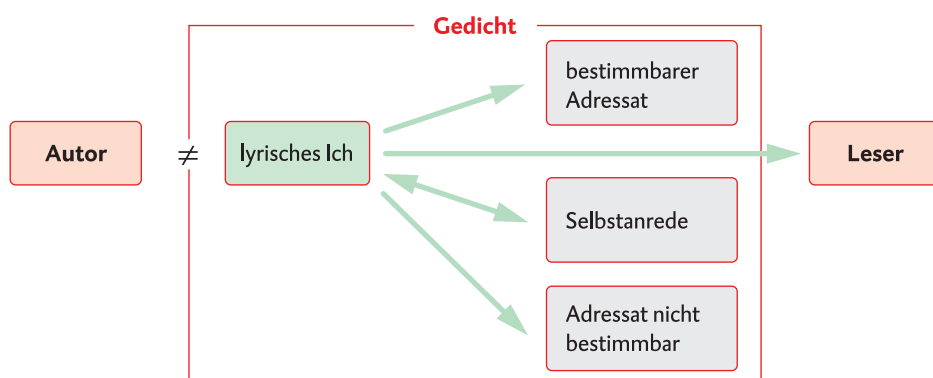 Gedicht
bestimmbarer
Adressat
Autor
≠
lyrisches Ich
Leser
Selbstanrede
Adressat nicht
bestimmbar